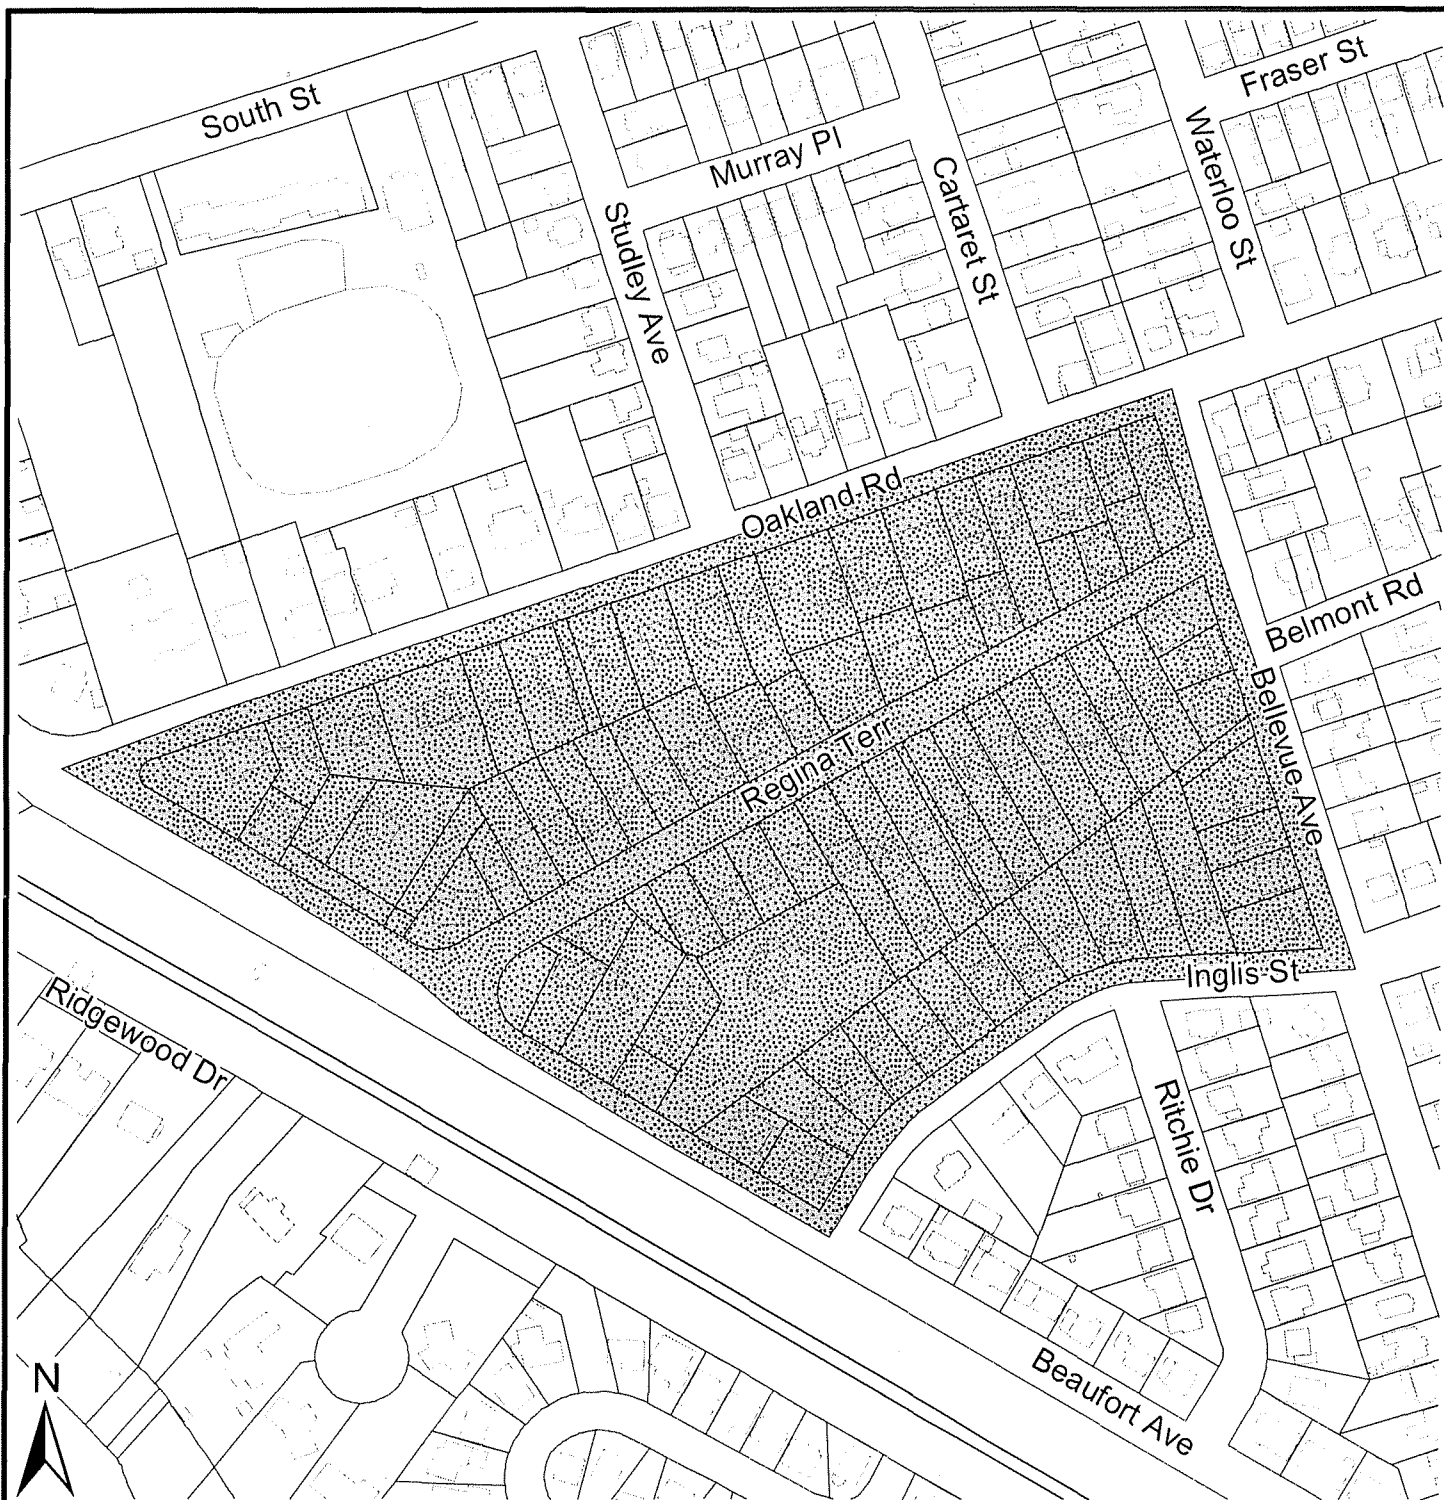 South St
Fraser St
Murray Pl
Waterloo St
Cartaret St
Studley Ave
Oakland Rd
Belmont Rd
Bellevue Ave
Regina Terr
Inglis St
Ridgewood Dr
Ritchie Dr
Beaufort Ave
N